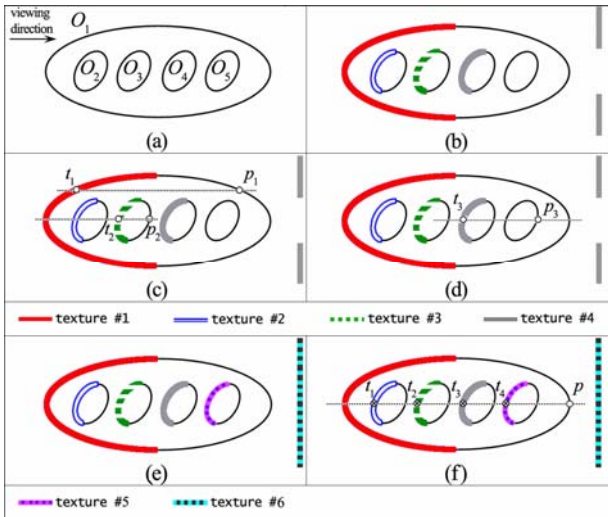 viewing
direction
O1
O2 O3 O4 O5
(a)
(b)
t1 p1
t2 p2
(c)
t3 p3
(d)
texture #1 texture #2 texture #3 texture #4
(e)
t1 t2 t3 t4 p
(f)
texture #5 texture #6